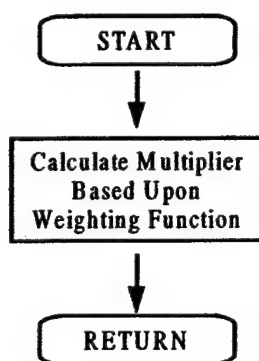 START
Calculate Multiplier
Based Upon
Weighting Function
RETURN